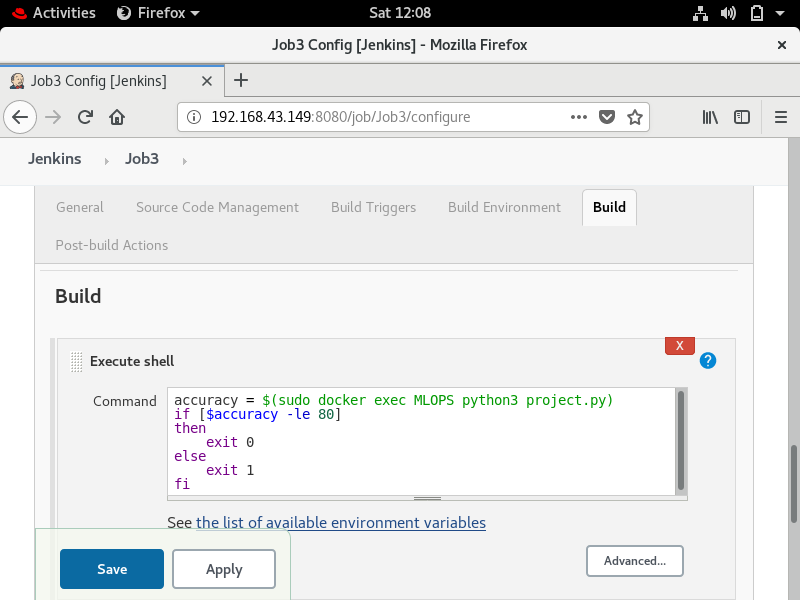 Activities Firefox Sat 12:08
Job3 Config [Jenkins] - Mozilla Firefox
Job3 Config [Jenkins]
192.168.43.149:8080/job/Job3/configure
Jenkins Job3
General Source Code Management Build Triggers Build Environment Build
Post-build Actions
Build
X
Execute shell
?
Command
accuracy = $(sudo docker exec MLOPS python3 project.py)
if [$accuracy -le 80]
then
    exit 0
else
    exit 1
fi
See the list of available environment variables
Advanced...
Save Apply